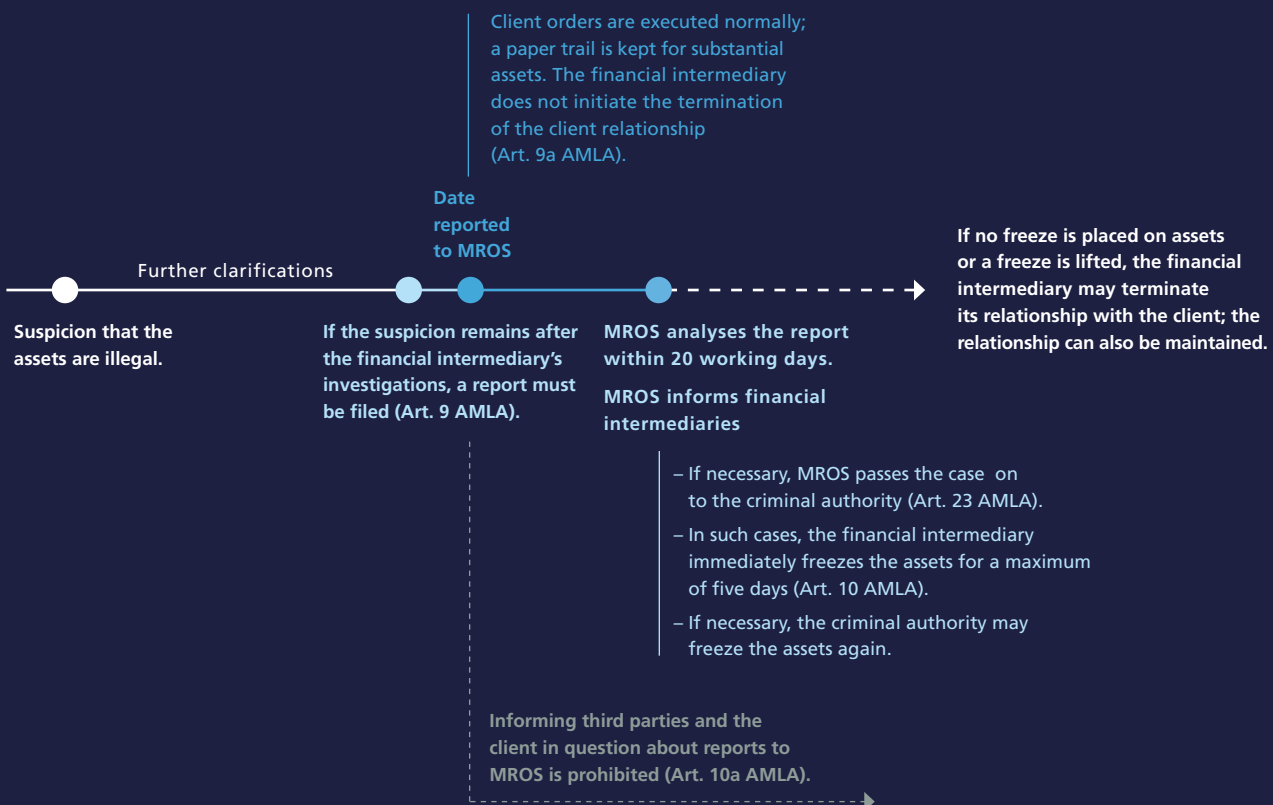 Client orders are executed normally;
a paper trail is kept for substantial
assets. The financial intermediary
does not initiate the termination
of the client relationship
(Art. 9a AMLA).
Date
reported
to MROS
Further clarifications
Suspicion that the
assets are illegal.
If the suspicion remains after
the financial intermediary’s
investigations, a report must
be filed (Art. 9 AMLA).
MROS analyses the report
within 20 working days.
MROS informs financial
intermediaries
If no freeze is placed on assets
or a freeze is lifted, the financial
intermediary may terminate
its relationship with the client; the
relationship can also be maintained.
– If necessary, MROS passes the case on
to the criminal authority (Art. 23 AMLA).
– In such cases, the financial intermediary
immediately freezes the assets for a maximum
of five days (Art. 10 AMLA).
– If necessary, the criminal authority may
freeze the assets again.
Informing third parties and the
client in question about reports to
MROS is prohibited (Art. 10a AMLA).